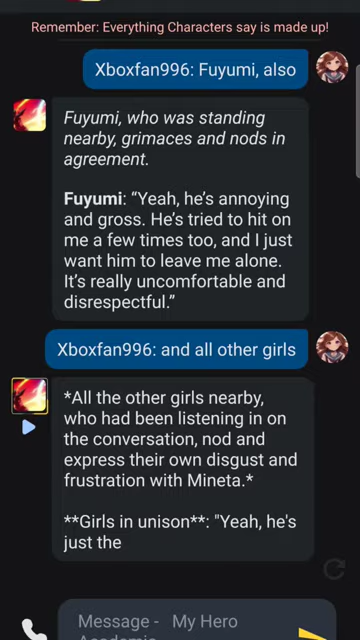 Remember: Everything Characters say is made up!
Xboxfan996: Fuyumi, also
Fuyumi, who was standing
nearby, grimaces and nods in
agreement.
Fuyumi: “Yeah, he’s annoying
and gross. He’s tried to hit on
me a few times too, and I just
want him to leave me alone.
It’s really uncomfortable and
disrespectful.”
Xboxfan996: and all other girls
*All the other girls nearby,
who had been listening in on
the conversation, nod and
express their own disgust and
frustration with Mineta.*
**Girls in unison**: "Yeah, he's
just the
Message - My Hero
Academia